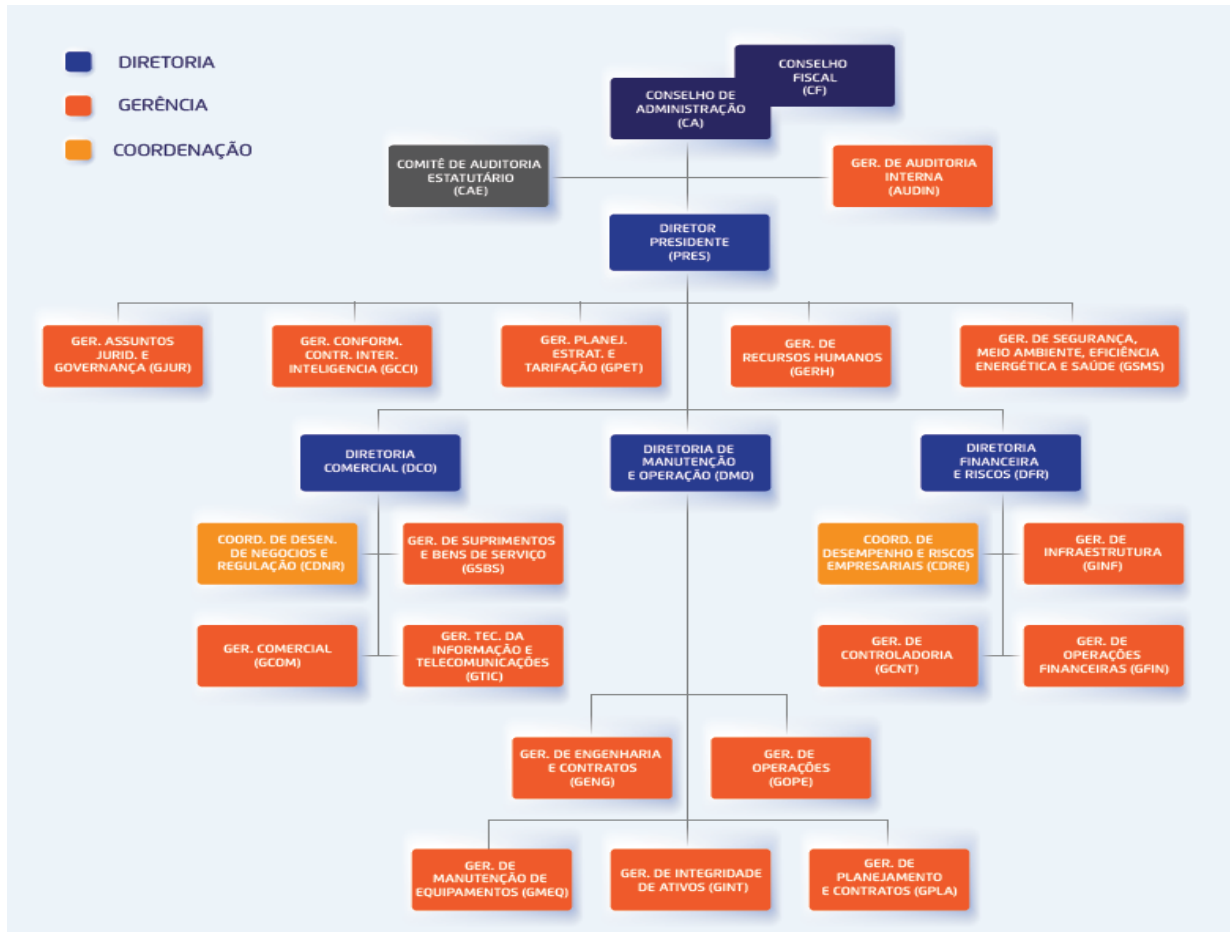 DIRETORIA
GERÊNCIA
COORDENAÇÃO
CONSELHO
FISCAL
(CF)
CONSELHO DE
ADMINISTRAÇÃO
(CA)
COMITÊ DE AUDITORIA
ESTATUTÁRIO
(CAE)
GER. DE AUDITORIA
INTERNA
(AUDIN)
DIRETOR
PRESIDENTE
(PRES)
GER. ASSUNTOS
JURID. E
GOVERNANÇA (GJUR)
GER. CONFORM.
CONTR. INTER.
INTELIGENCIA (GCCI)
GER. PLANEJ.
ESTRAT. E
TARIFAÇÃO (GPET)
GER. DE
RECURSOS HUMANOS
(GERH)
GER. DE SEGURANÇA,
MEIO AMBIENTE, EFICIÊNCIA
ENERGÉTICA E SAÚDE (GSMS)
DIRETORIA
COMERCIAL (DCO)
DIRETORIA DE
MANUTENÇÃO
E OPERAÇÃO (DMO)
DIRETORIA
FINANCEIRA
E RISCOS (DFR)
COORD. DE DESEN.
DE NEGOCIOS E
REGULAÇÃO (CDNR)
GER. DE SUPRIMENTOS
E BENS DE SERVIÇO
(GSBS)
COORD. DE
DESEMPENHO E RISCOS
EMPRESARIAIS (CDRE)
GER. DE
INFRAESTRUTURA
(GINF)
GER. COMERCIAL
(GCOM)
GER. TEC. DA
INFORMAÇÃO E
TELECOMUNICAÇÕES
(GTIC)
GER. DE
CONTROLADORIA
(GCNT)
GER. DE
OPERAÇÕES
FINANCEIRAS (GFIN)
GER. DE ENGENHARIA
E CONTRATOS
(GENG)
GER. DE
OPERAÇÕES
(GOPE)
GER. DE
MANUTENÇÃO DE
EQUIPAMENTOS (GMEQ)
GER. DE INTEGRIDADE
DE ATIVOS (GINT)
GER. DE
PLANEJAMENTO
E CONTRATOS (GPLA)